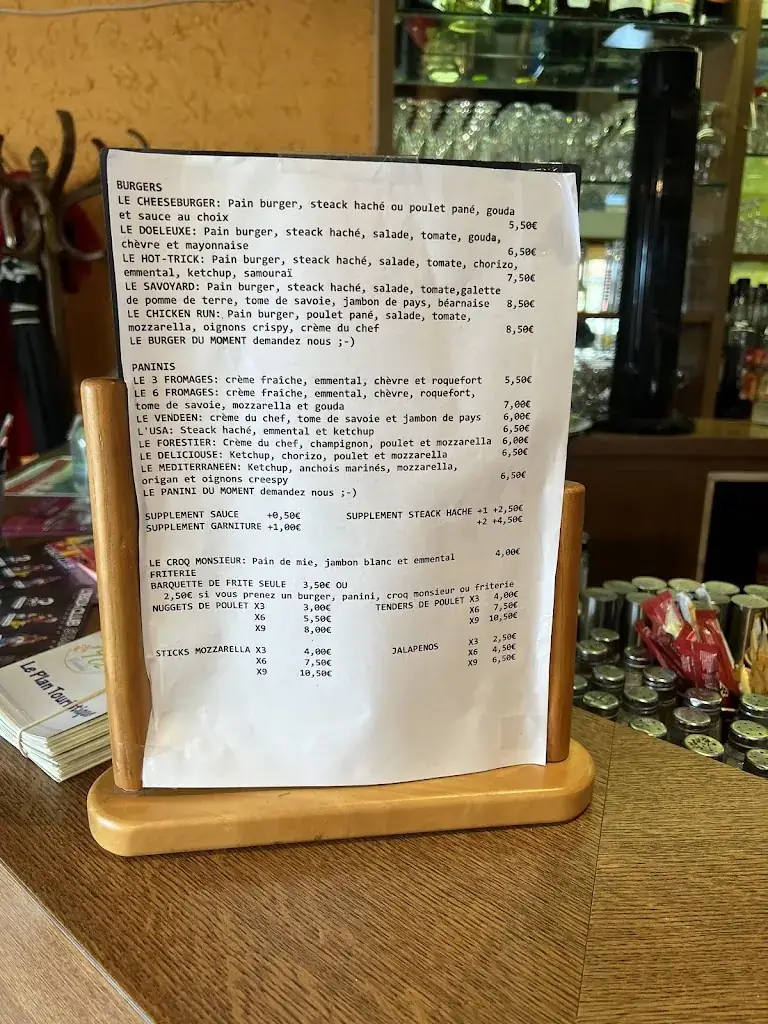 BURGERS
LE CHEESEBURGER: Pain burger, steack haché ou poulet pané, gouda
et sauce au choix 5,50€
LE DOELEUXE: Pain burger, steack haché, salade, tomate, gouda,
chèvre et mayonnaise 6,50€
LE HOT-TRICK: Pain burger, steack haché, salade, tomate, chorizo,
emmental, ketchup, samouraï 7,50€
LE SAVOYARD: Pain burger, steack haché, salade, tomate,galette
de pomme de terre, tome de savoie, jambon de pays, béarnaise 8,50€
LE CHICKEN RUN: Pain burger, poulet pané, salade, tomate,
mozzarella, oignons crispy, crème du chef 8,50€
LE BURGER DU MOMENT demandez nous ;-)
PANINIS
LE 3 FROMAGES: crème fraîche, emmental, chèvre et roquefort 5,50€
LE 6 FROMAGES: crème fraîche, emmental, chèvre, roquefort,
tome de savoie, mozzarella et gouda 7,00€
LE VENDEEN: crème du chef, tome de savoie et jambon de pays 6,00€
L'USA: Steack haché, emmental et ketchup 6,50€
LE FORESTIER: Crème du chef, champignon, poulet et mozzarella 6,00€
LE DELICIOUSE: Ketchup, chorizo, poulet et mozzarella 6,50€
LE MEDITERRANEEN: Ketchup, anchois marinés, mozzarella,
origan et oignons creespy 6,50€
LE PANINI DU MOMENT demandez nous ;-)
SUPPLEMENT SAUCE +0,50€ SUPPLEMENT STEACK HACHE +1 +2,50€
SUPPLEMENT GARNITURE +1,00€ +2 +4,50€
LE CROQ MONSIEUR: Pain de mie, jambon blanc et emmental 4,00€
FRITERIE
BARQUETTE DE FRITE SEULE 3,50€ OU
2,50€ si vous prenez un burger, panini, croq monsieur ou friterie
NUGGETS DE POULET X3 3,00€ TENDERS DE POULET X3 4,00€
X6 5,50€ X6 7,50€
X9 8,00€ X9 10,50€
STICKS MOZZARELLA X3 4,00€ JALAPENOS X3 2,50€
X6 7,50€ X6 4,50€
X9 10,50€ X9 6,50€
Le Plan Touristique